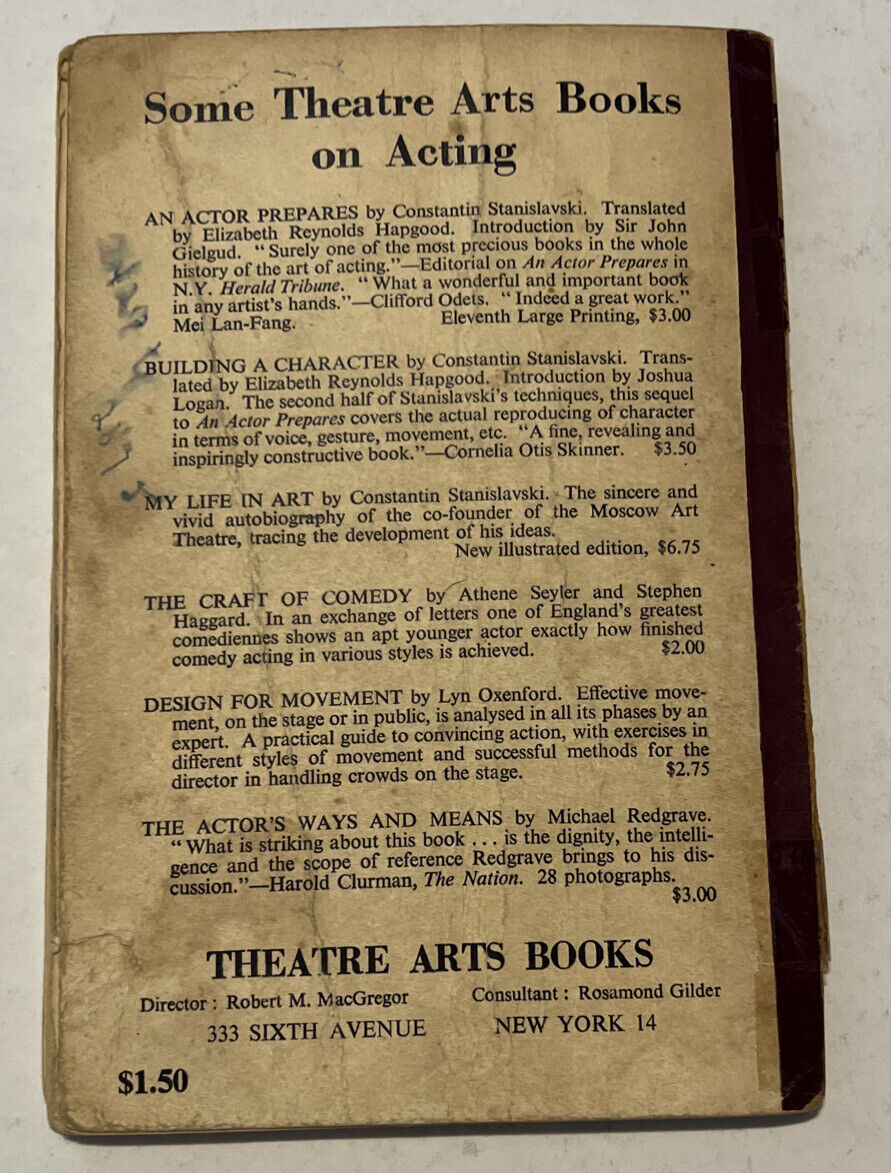 Some Theatre Arts Books
on Acting
AN ACTOR PREPARES by Constantin Stanislavski. Translated
by Elizabeth Reynolds Hapgood. Introduction by Sir John
Gielgud. "Surely one of the most precious books in the whole
history of the art of acting."—Editorial on An Actor Prepares in
N.Y. Herald Tribune. "What a wonderful and important book
in any artist's hands."—Clifford Odets. "Indeed a great work."
Mei Lan-Fang. Eleventh Large Printing, $3.00
BUILDING A CHARACTER by Constantin Stanislavski. Trans-
lated by Elizabeth Reynolds Hapgood. Introduction by Joshua
Logan. The second half of Stanislavski's techniques, this sequel
to An Actor Prepares covers the actual reproducing of character
in terms of voice, gesture, movement, etc. "A fine, revealing and
inspiringly constructive book."—Cornelia Otis Skinner. $3.50
MY LIFE IN ART by Constantin Stanislavski. The sincere and
vivid autobiography of the co-founder of the Moscow Art
Theatre, tracing the development of his ideas.
New illustrated edition, $6.75
THE CRAFT OF COMEDY by Athene Seyler and Stephen
Haggard. In an exchange of letters one of England's greatest
comediennes shows an apt younger actor exactly how finished
comedy acting in various styles is achieved. $2.00
DESIGN FOR MOVEMENT by Lyn Oxenford. Effective move-
ment, on the stage or in public, is analysed in all its phases by an
expert. A practical guide to convincing action, with exercises in
different styles of movement and successful methods for the
director in handling crowds on the stage. $2.75
THE ACTOR'S WAYS AND MEANS by Michael Redgrave.
"What is striking about this book . . . is the dignity, the intelli-
gence and the scope of reference Redgrave brings to his dis-
cussion."—Harold Clurman, The Nation. 28 photographs.
$3.00
THEATRE ARTS BOOKS
Director : Robert M. MacGregor Consultant : Rosamond Gilder
333 SIXTH AVENUE NEW YORK 14
$1.50